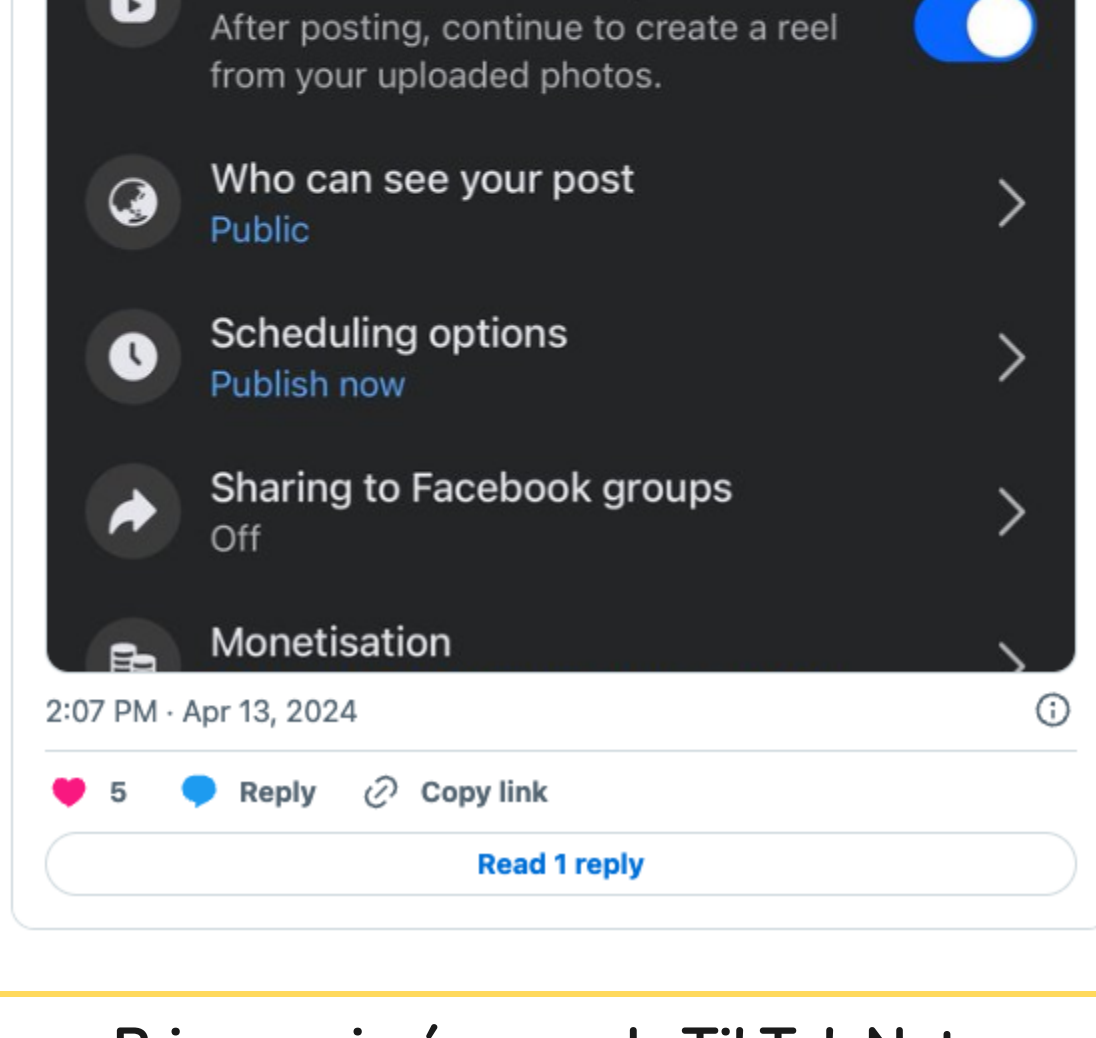 After posting, continue to create a reel
from your uploaded photos.
Who can see your post
Public
Scheduling options
Publish now
Sharing to Facebook groups
Off
Monetisation
2:07 PM · Apr 13, 2024
5 Reply Copy link
Read 1 reply